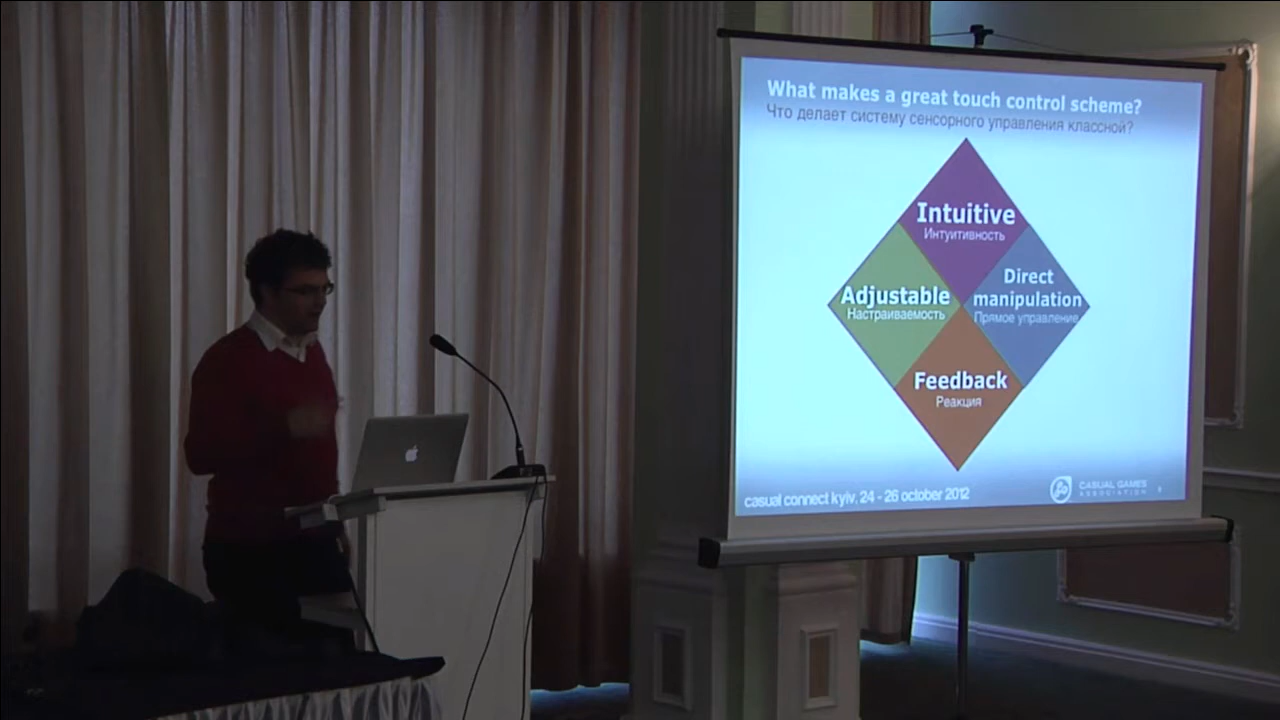 What makes a great touch control scheme?
Что делает систему сенсорного управления классной?
Intuitive
Интуитивность
Adjustable
Настраиваемость
Direct
manipulation
Прямое управление
Feedback
Реакция
casual connect kyiv, 24 - 26 october 2012
CASUAL GAMES
ASSOCIATION